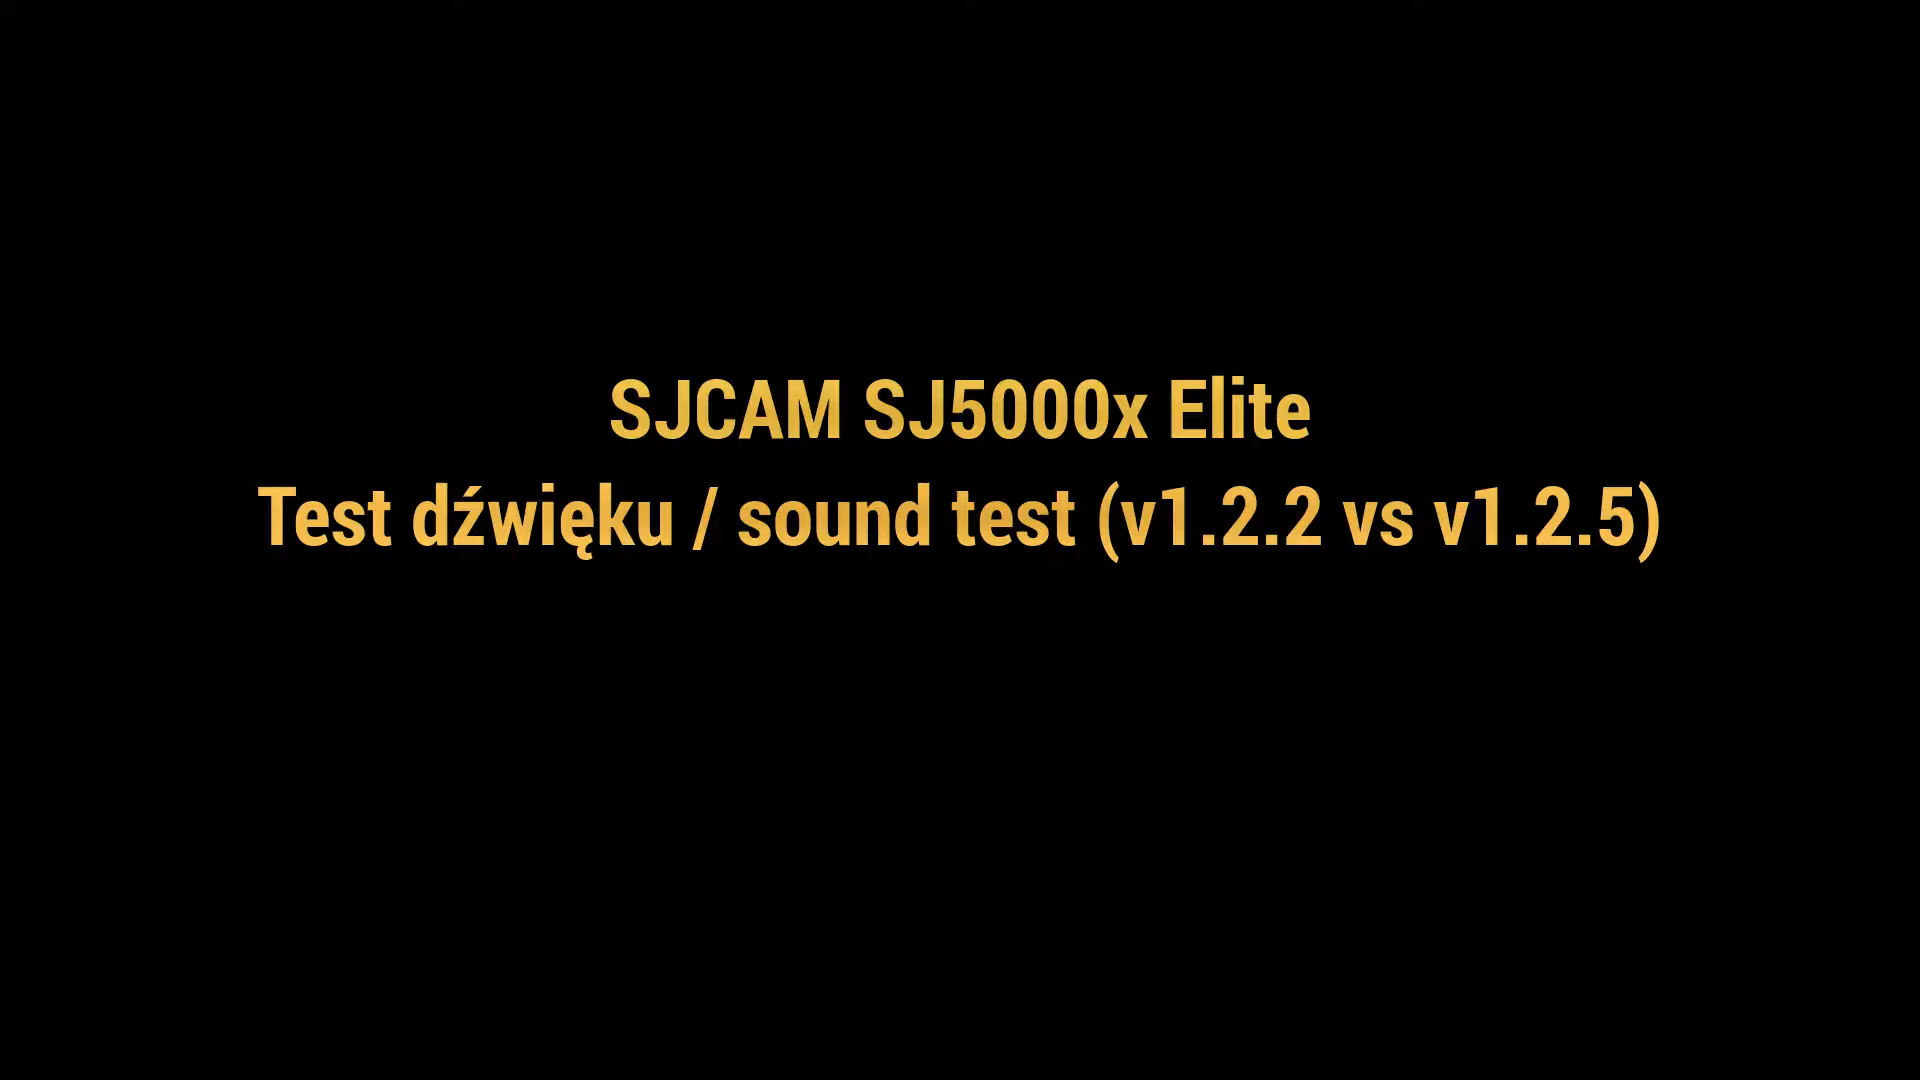 SJCAM SJ5000x Elite
Test dźwięku / sound test (v1.2.2 vs v1.2.5)